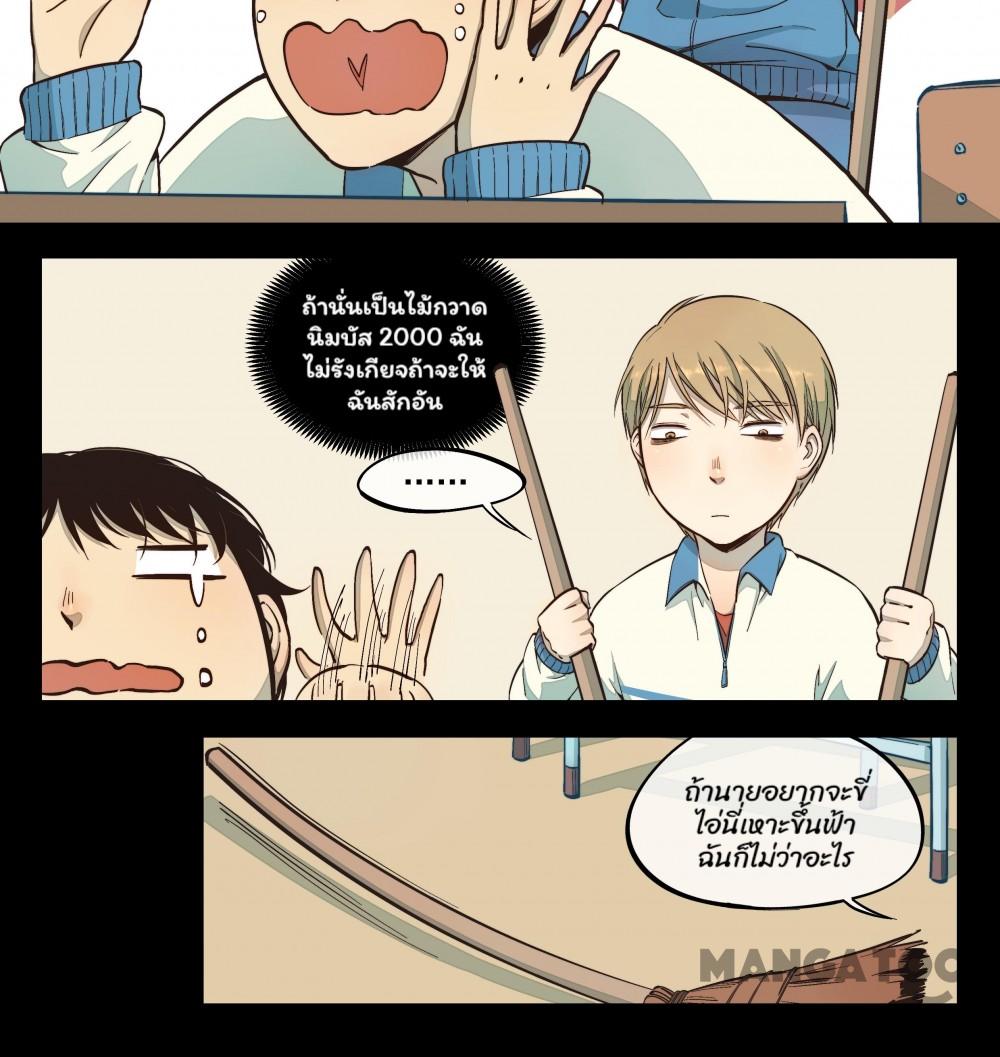 ถ้านั่นเป็นไม้กวาด
นิมบัส 2000 ฉัน
ไม่รังเกียจถ้าจะให้
ฉันสักอัน
......
ถ้านายอยากจะขี่
ไอ่นี่เหาะขึ้นฟ้า
ฉันก็ไม่ว่าอะไร
MANGATOO